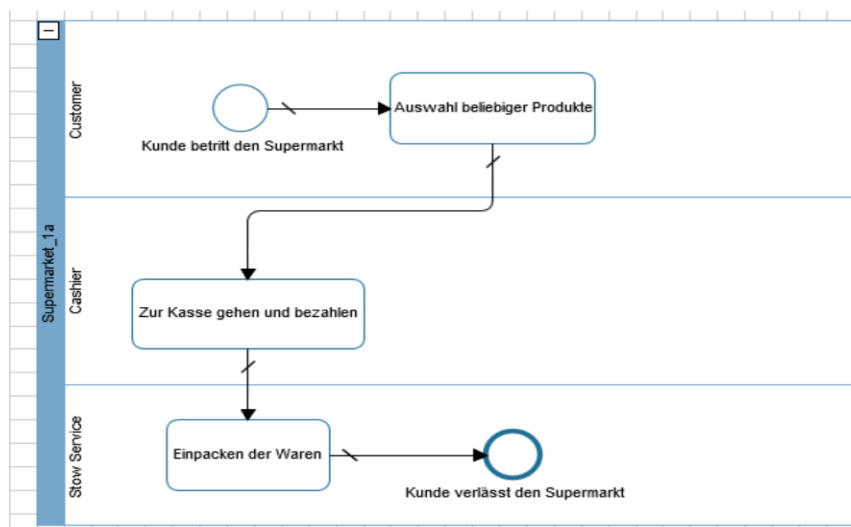 Supermarket_1a
Customer
Kunde betritt den Supermarkt
Auswahl beliebiger Produkte
Cashier
Zur Kasse gehen und bezahlen
Stow Service
Einpacken der Waren
Kunde verlässt den Supermarkt